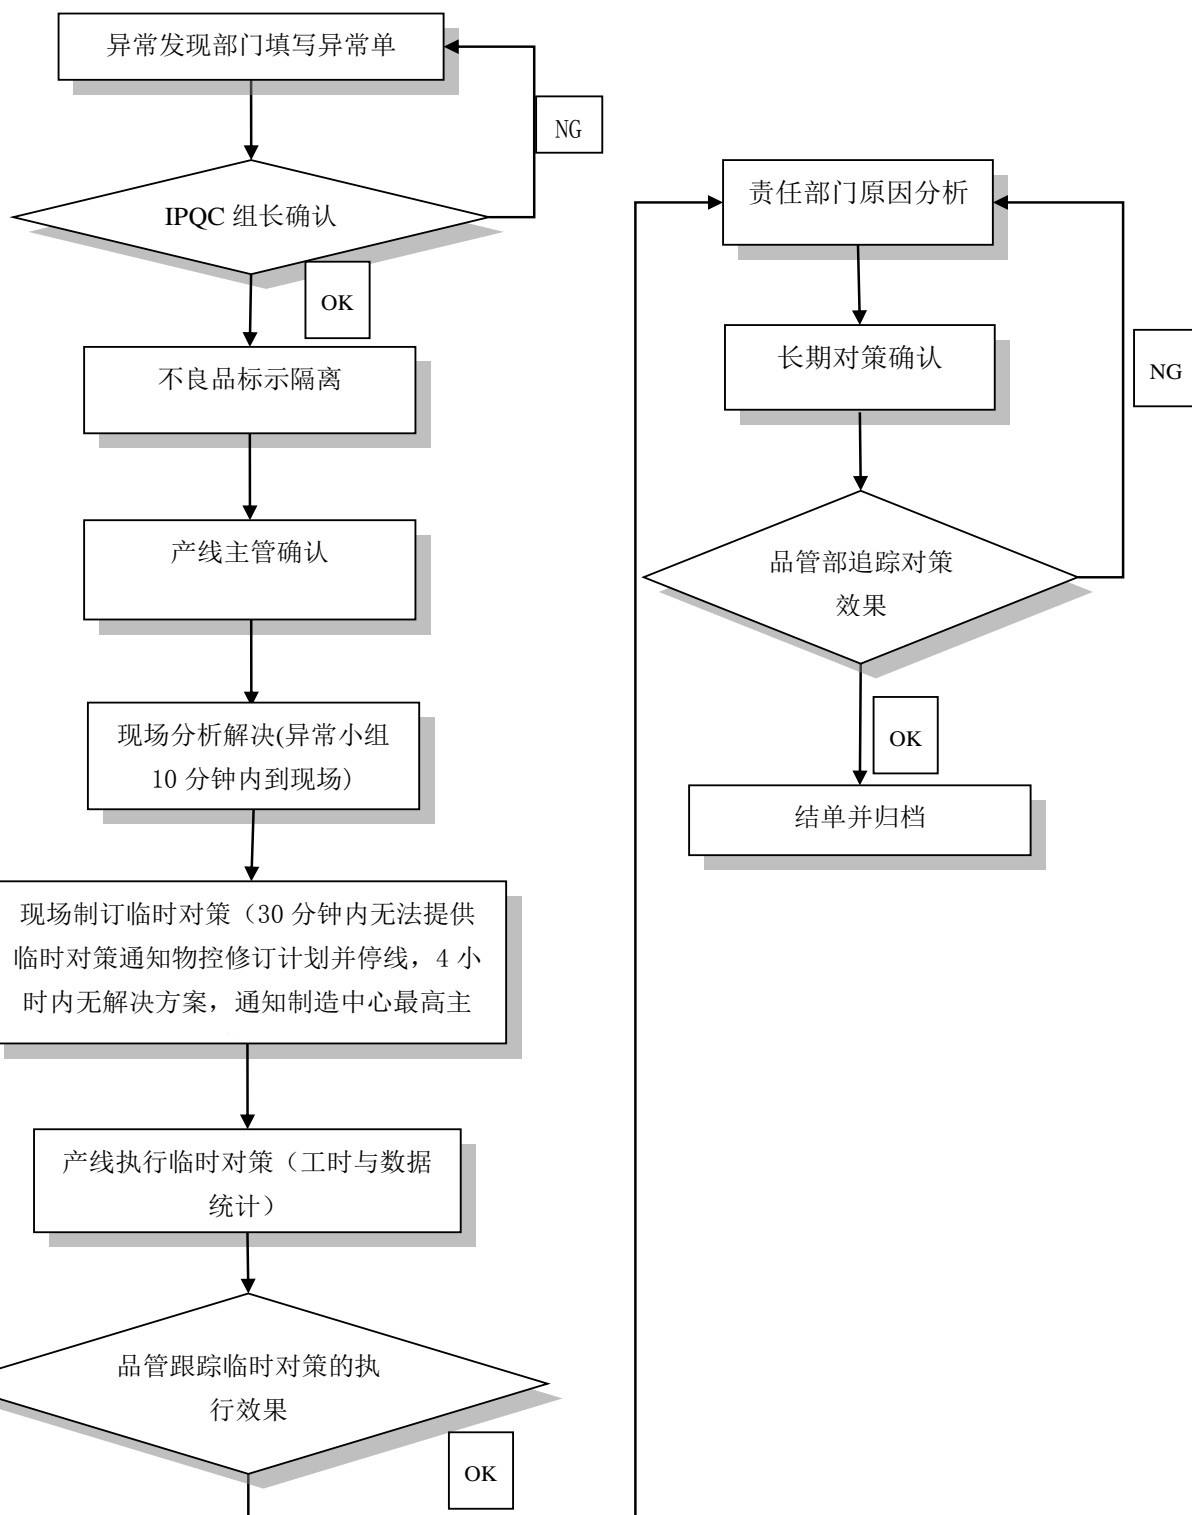 异常发现部门填写异常单
NG
IPQC 组长确认
OK
不良品标示隔离
产线主管确认
现场分析解决(异常小组
10 分钟内到现场)
现场制订临时对策（30 分钟内无法提供
临时对策通知物控修订计划并停线，4 小
时内无解决方案，通知制造中心最高主
产线执行临时对策（工时与数据
统计）
品管跟踪临时对策的执
行效果
OK
责任部门原因分析
长期对策确认
NG
品管部追踪对策
效果
OK
结单并归档